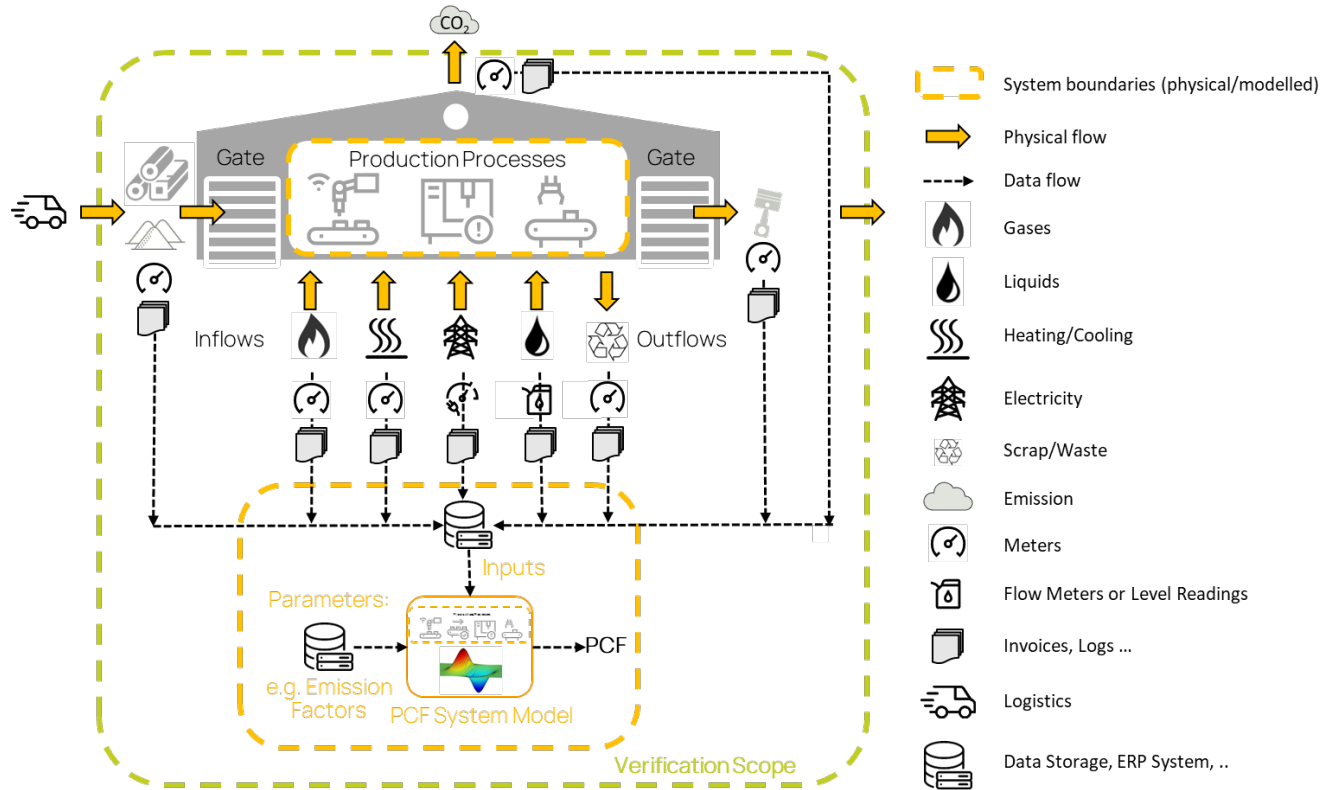 CO2
Gate
Production Processes
Gate
Inflows
Outflows
Inputs
Parameters:
PCF
e.g. Emission
Factors
PCF System Model
Verification Scope
System boundaries (physical/modelled)
Physical flow
Data flow
Gases
Liquids
Heating/Cooling
Electricity
Scrap/Waste
Emission
Meters
Flow Meters or Level Readings
Invoices, Logs ...
Logistics
Data Storage, ERP System, ..